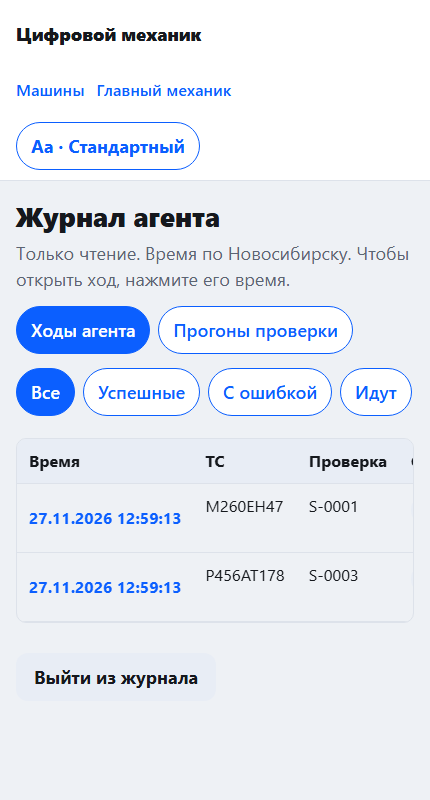 Цифровой механик
Машины Главный механик
Aa · Стандартный
Журнал агента
Только чтение. Время по Новосибирску. Чтобы
открыть ход, нажмите его время.
Ходы агента Прогоны проверки
Все Успешные С ошибкой Идут
Время ТС Проверка
27.11.2026 12:59:13 М260ЕН47 S-0001
27.11.2026 12:59:13 Р456АТ178 S-0003
Выйти из журнала